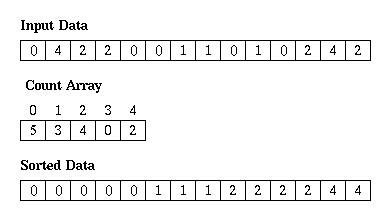 Input Data
0 4 2 2 0 0 1 1 0 1 0 2 4 2
Count Array
0 1 2 3 4
5 3 4 0 2
Sorted Data
0 0 0 0 0 1 1 1 2 2 2 2 4 4